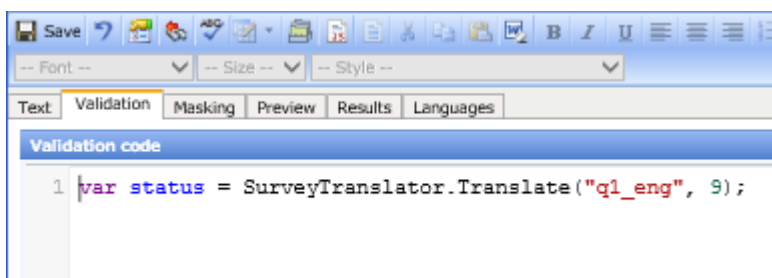 Save ABC B I U
-- Font -- -- Size -- -- Style --
Text Validation Masking Preview Results Languages
Validation code
1 var status = SurveyTranslator.Translate("q1_eng", 9);